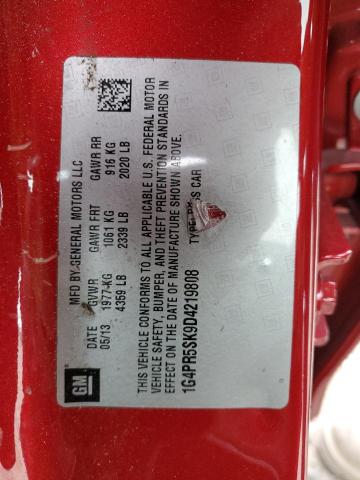 MFD BY GENERAL MOTORS LLC
DATE GVWR GAWR FRT GAWR RR
05/13 1977 KG 1061 KG 916 KG
4359 LB 2339 LB 2020 LB
THIS VEHICLE CONFORMS TO ALL APPLICABLE U.S. FEDERAL MOTOR
VEHICLE SAFETY, BUMPER, AND THEFT PREVENTION STANDARDS IN
EFFECT ON THE DATE OF MANUFACTURE SHOWN ABOVE.
1G4PR5SK9D4219808 TYPE: CAR
GM